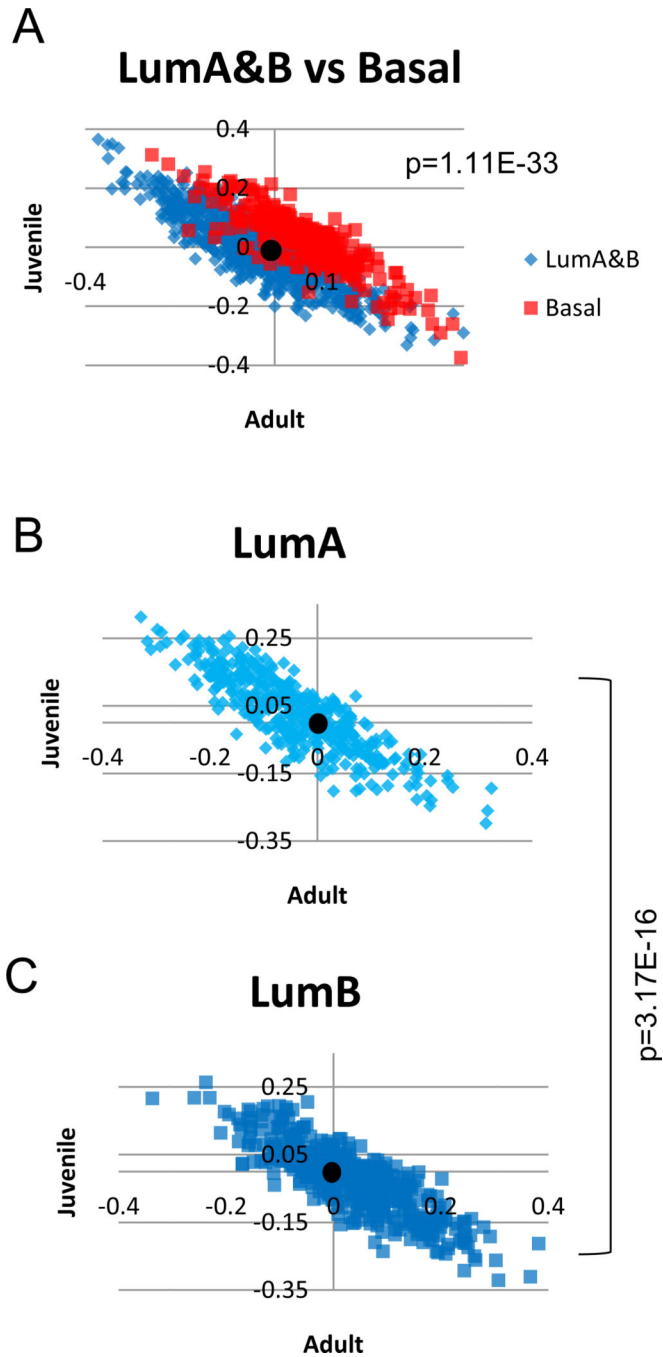 A
LumA&B vs Basal
0.4
p=1.11E-33
0.2
Juvenile
0
LumA&B
-0.4
0.1
-0.2
Basal
-0.4
Adult
B
LumA
0.25
Juvenile
0.05
-0.4
-0.2
0
0.2
0.4
-0.15
-0.35
Adult
p=3.17E-16
C
LumB
0.25
Juvenile
0.05
-0.4
-0.2
0
0.2
0.4
-0.15
-0.35
Adult